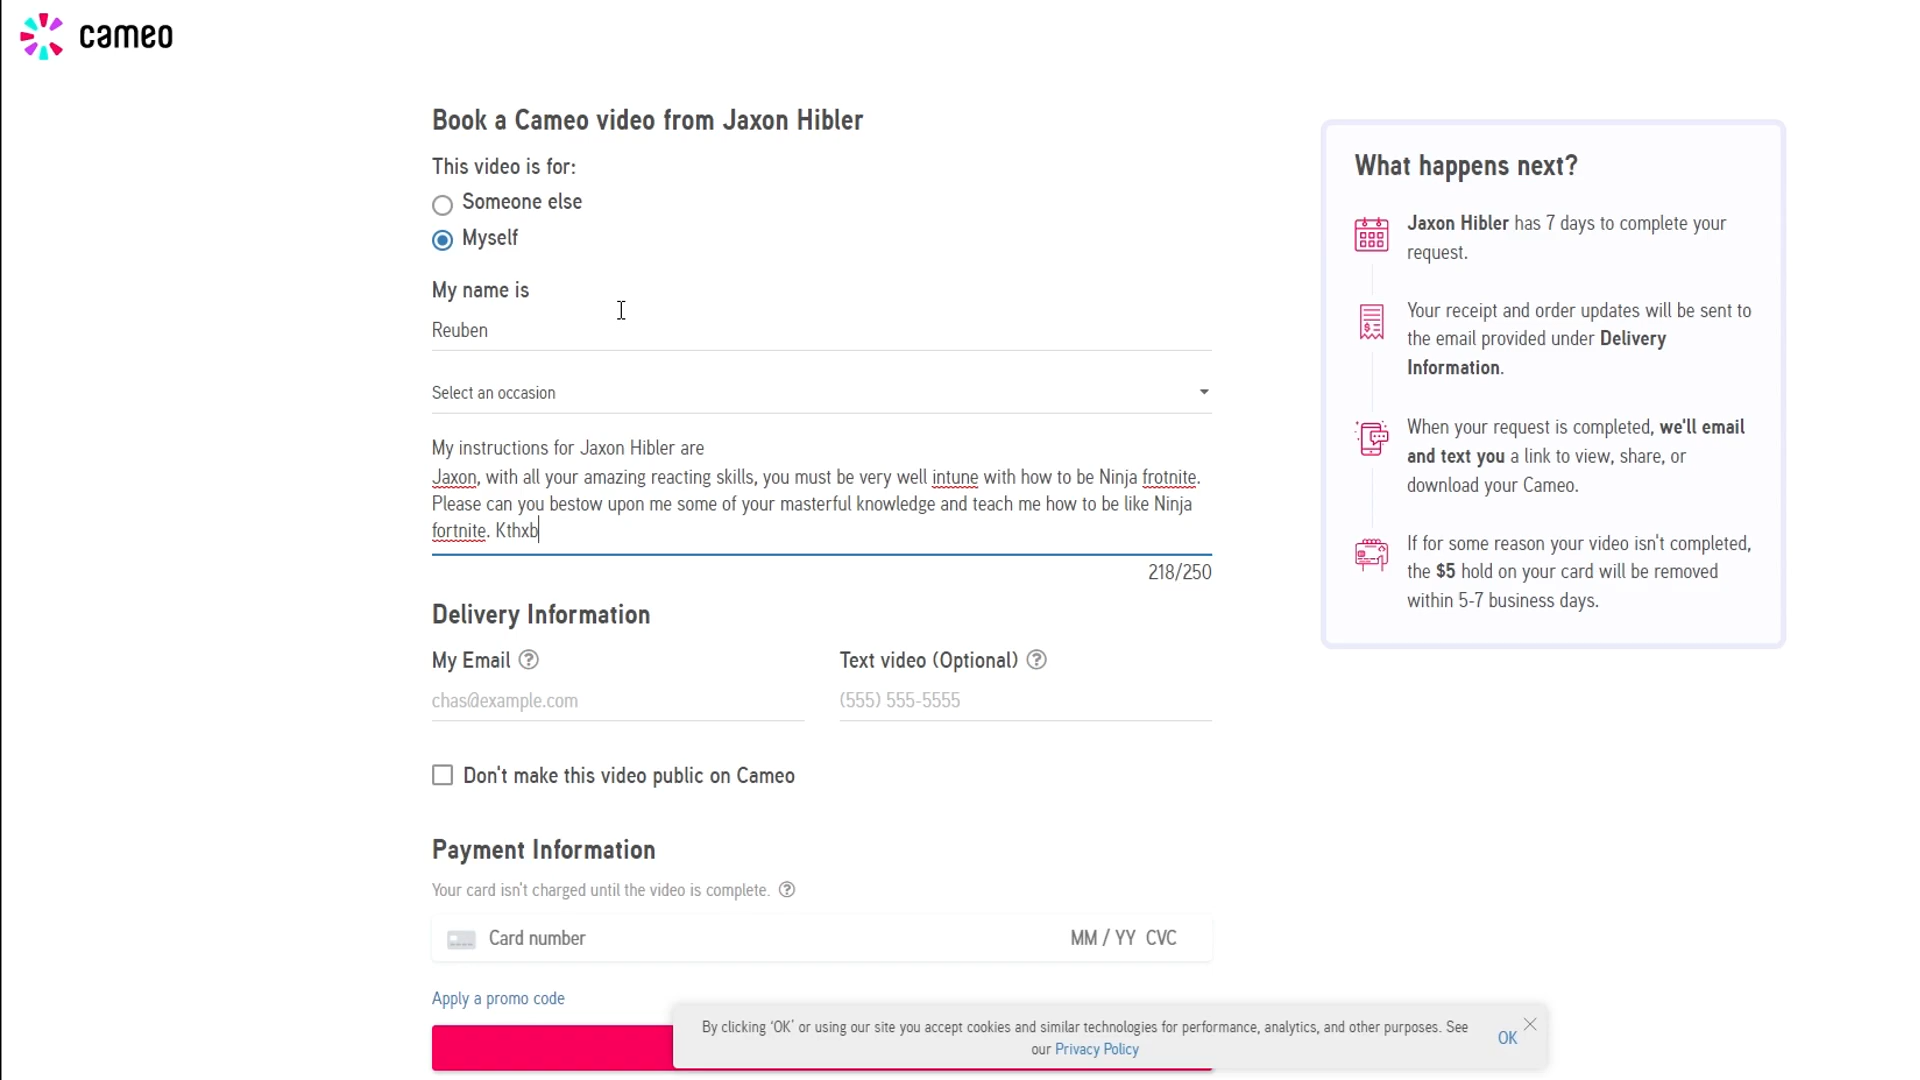 cameo
Book a Cameo video from Jaxon Hibler
This video is for:
Someone else
Myself
My name is
Reuben
Select an occasion
My instructions for Jaxon Hibler are
Jaxon, with all your amazing reacting skills, you must be very well intune with how to be Ninja frotnite.
Please can you bestow upon me some of your masterful knowledge and teach me how to be like Ninja
fortnite. Kthxb
218/250
Delivery Information
My Email
Text video (Optional)
chas@example.com
(555) 555-5555
Don't make this video public on Cameo
Payment Information
Your card isn't charged until the video is complete.
Card number
MM / YY CVC
Apply a promo code
What happens next?
Jaxon Hibler has 7 days to complete your
request.
Your receipt and order updates will be sent to
the email provided under Delivery
Information.
When your request is completed, we'll email
and text you a link to view, share, or
download your Cameo.
If for some reason your video isn't completed,
the $5 hold on your card will be removed
within 5-7 business days.
By clicking 'OK' or using our site you accept cookies and similar technologies for performance, analytics, and other purposes. See
our Privacy Policy
OK